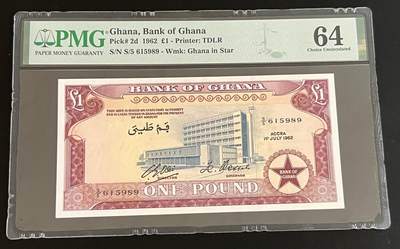 PMG
PAPER MONEY GUARANTY
Ghana, Bank of Ghana
Pick# 2d 1962 £1 - Printer: TDLR
S/N S/5 615989 - Wmk: Ghana in Star
64
Choice Uncirculated
£1
BANK OF GHANA
£1
S/5 615989
ACCRA
1st JULY 1962
S/5 615989
GOVERNOR
BANK OF GHANA
ONE POUND